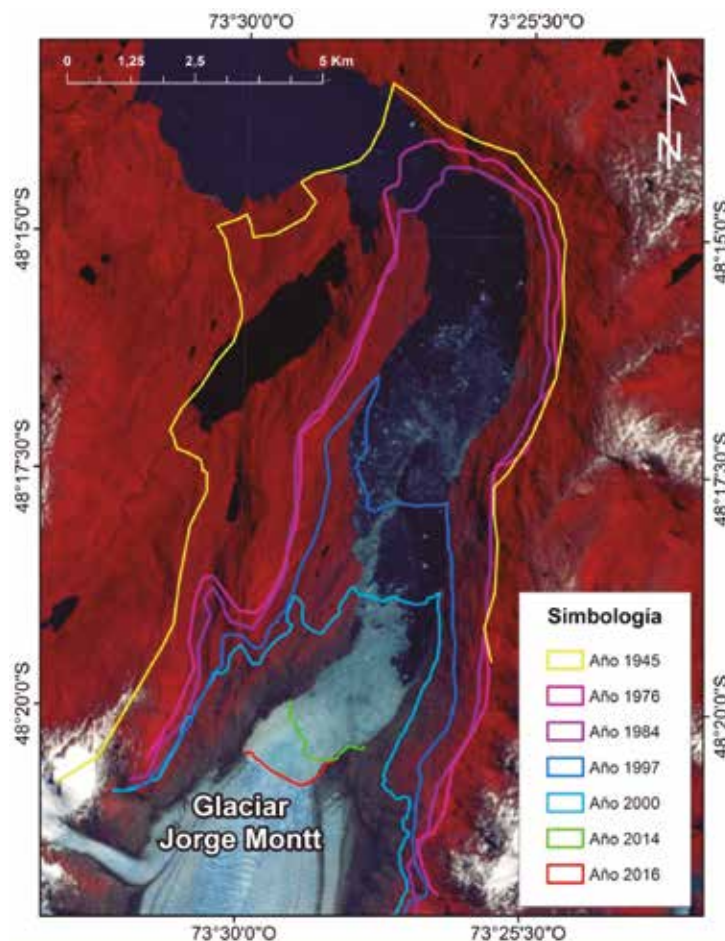 73°30'0"O 73°25'30"O
0 1,25 2,5 5 Km
N
48°15'0"S 48°15'0"S
48°17'30"S 48°17'30"S
48°20'0"S 48°20'0"S
Glaciar
Jorge Montt
Simbología
Año 1945
Año 1976
Año 1984
Año 1997
Año 2000
Año 2014
Año 2016
73°30'0"O 73°25'30"O